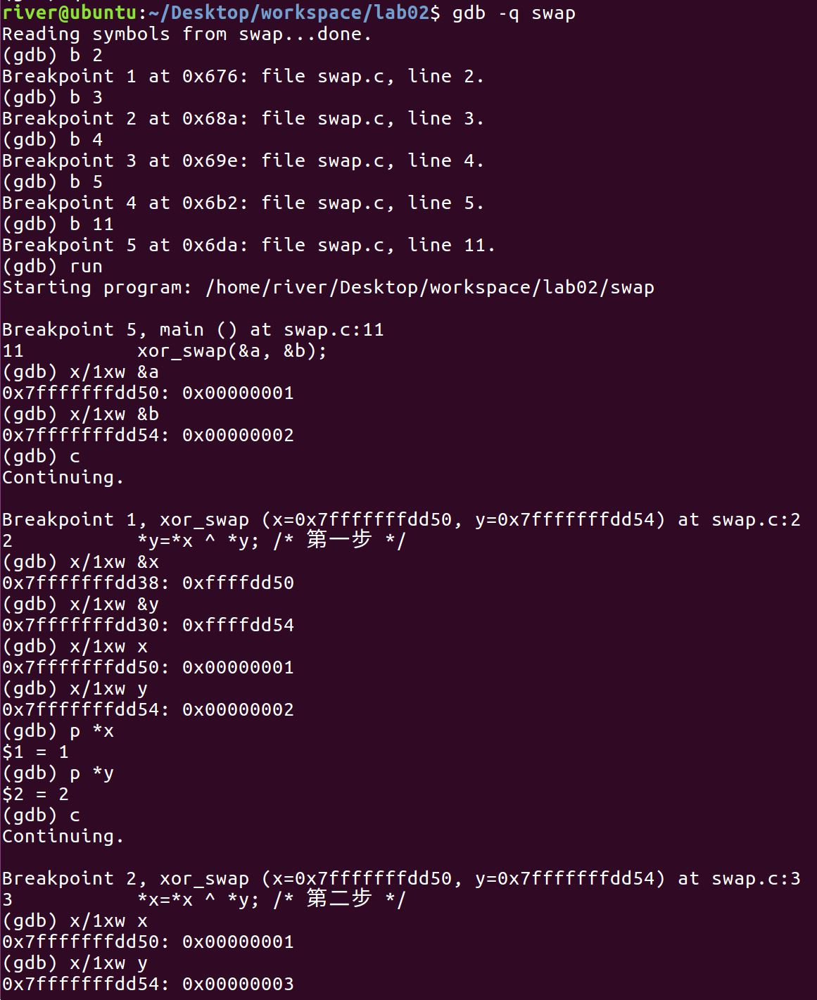 river@ubuntu:~/Desktop/workspace/lab02$ gdb -q swap
Reading symbols from swap...done.
(gdb) b 2
Breakpoint 1 at 0x676: file swap.c, line 2.
(gdb) b 3
Breakpoint 2 at 0x68a: file swap.c, line 3.
(gdb) b 4
Breakpoint 3 at 0x69e: file swap.c, line 4.
(gdb) b 5
Breakpoint 4 at 0x6b2: file swap.c, line 5.
(gdb) b 11
Breakpoint 5 at 0x6da: file swap.c, line 11.
(gdb) run
Starting program: /home/river/Desktop/workspace/lab02/swap
Breakpoint 5, main () at swap.c:11
11          xor_swap(&a, &b);
(gdb) x/1xw &a
0x7fffffffdd50: 0x00000001
(gdb) x/1xw &b
0x7fffffffdd54: 0x00000002
(gdb) c
Continuing.
Breakpoint 1, xor_swap (x=0x7fffffffdd50, y=0x7fffffffdd54) at swap.c:2
2           *y=*x ^ *y; /* 第一步 */
(gdb) x/1xw &x
0x7fffffffdd38: 0xffffdd50
(gdb) x/1xw &y
0x7fffffffdd30: 0xffffdd54
(gdb) x/1xw x
0x7fffffffdd50: 0x00000001
(gdb) x/1xw y
0x7fffffffdd54: 0x00000002
(gdb) p *x
$1 = 1
(gdb) p *y
$2 = 2
(gdb) c
Continuing.
Breakpoint 2, xor_swap (x=0x7fffffffdd50, y=0x7fffffffdd54) at swap.c:3
3           *x=*x ^ *y; /* 第二步 */
(gdb) x/1xw x
0x7fffffffdd50: 0x00000001
(gdb) x/1xw y
0x7fffffffdd54: 0x00000003